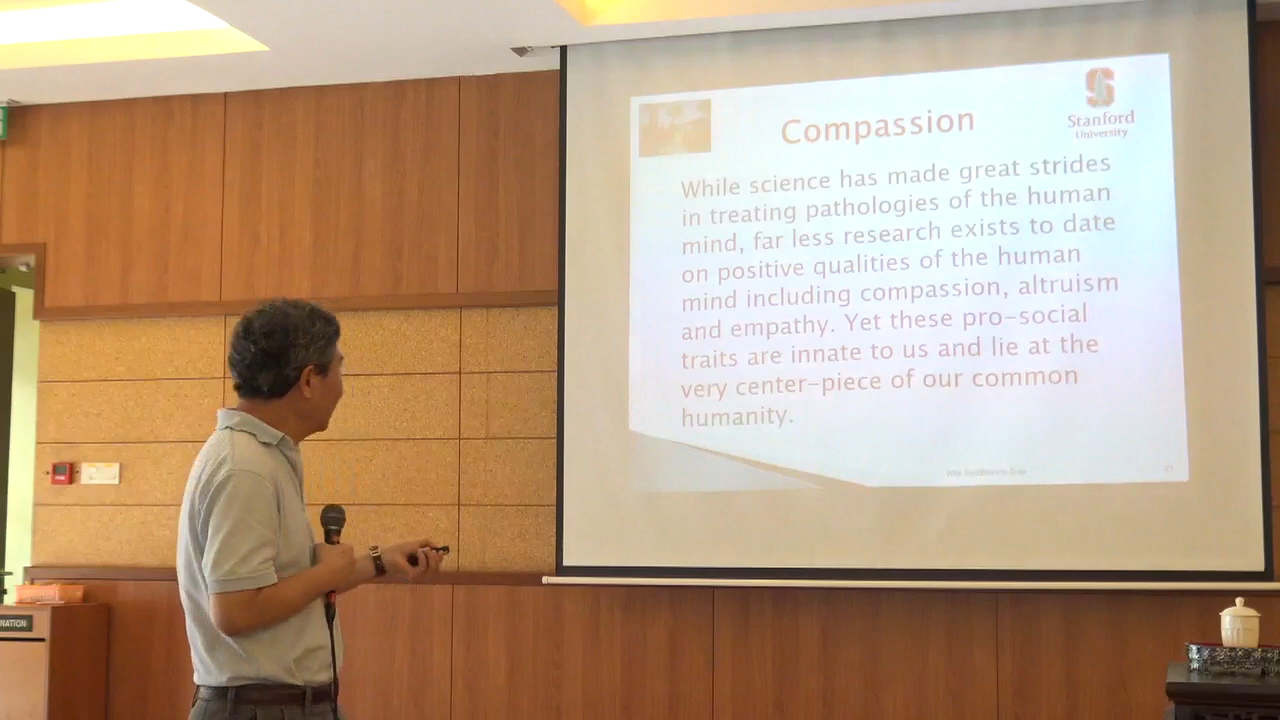 Compassion
Stanford
University
While science has made great strides
in treating pathologies of the human
mind, far less research exists to date
on positive qualities of the human
mind including compassion, altruism
and empathy. Yet these pro-social
traits are innate to us and lie at the
very center-piece of our common
humanity.
NATION